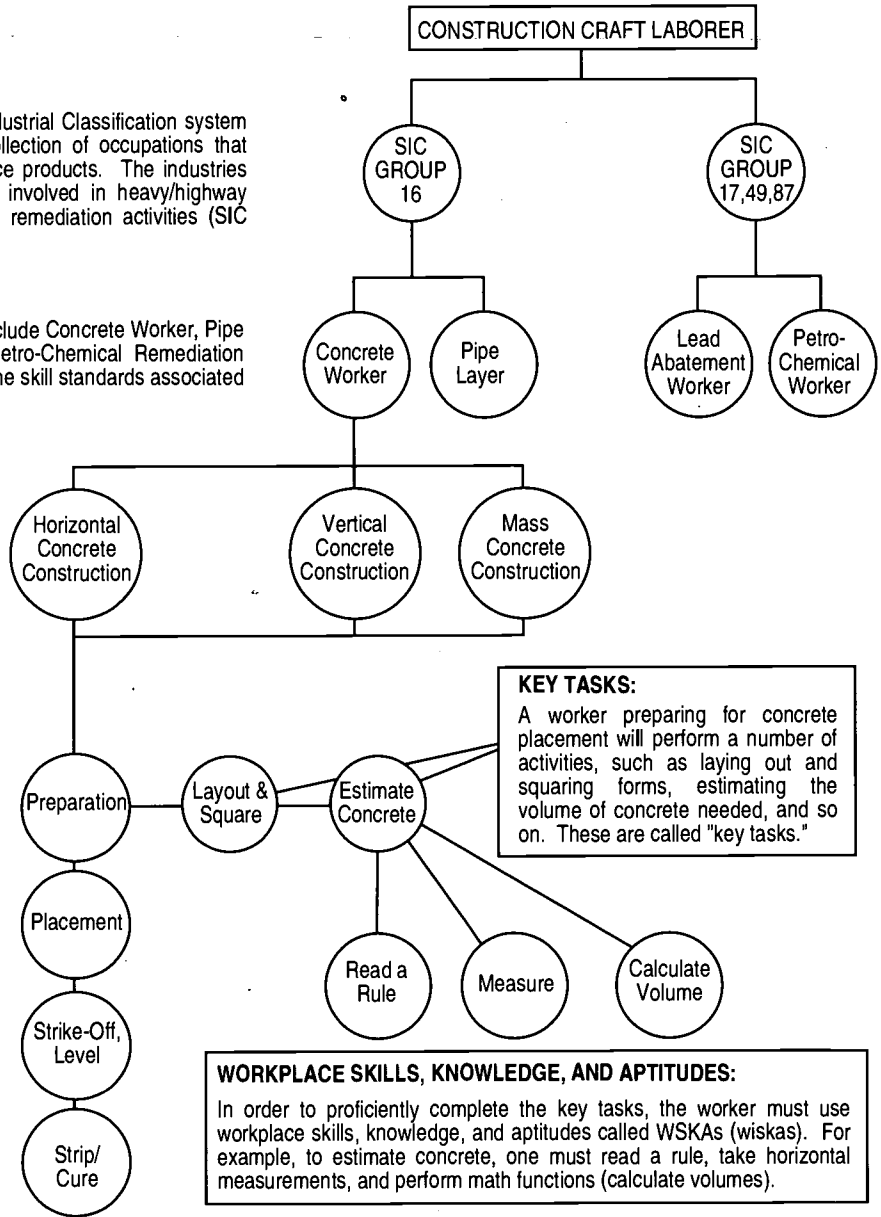 CONSTRUCTION CRAFT LABORER
dustrial Classification system
ollection of occupations that
ce products. The industries
involved in heavy/highway
remediation activities (SIC
SIC
GROUP
16
SIC
GROUP
17,49,87
clude Concrete Worker, Pipe
etro-Chemical Remediation
he skill standards associated
Concrete
Worker
Pipe
Layer
Lead
Abatement
Worker
Petro-
Chemical
Worker
Horizontal
Concrete
Construction
Vertical
Concrete
Construction
Mass
Concrete
Construction
KEY TASKS:
A worker preparing for concrete
placement will perform a number of
activities, such as laying out and
squaring forms, estimating the
volume of concrete needed, and so
on. These are called "key tasks."
Preparation
Layout &
Square
Estimate
Concrete
Placement
Read a
Rule
Measure
Calculate
Volume
Strike-Off,
Level
Strip/
Cure
WORKPLACE SKILLS, KNOWLEDGE, AND APTITUDES:
In order to proficiently complete the key tasks, the worker must use
workplace skills, knowledge, and aptitudes called WSKAs (wiskas). For
example, to estimate concrete, one must read a rule, take horizontal
measurements, and perform math functions (calculate volumes).